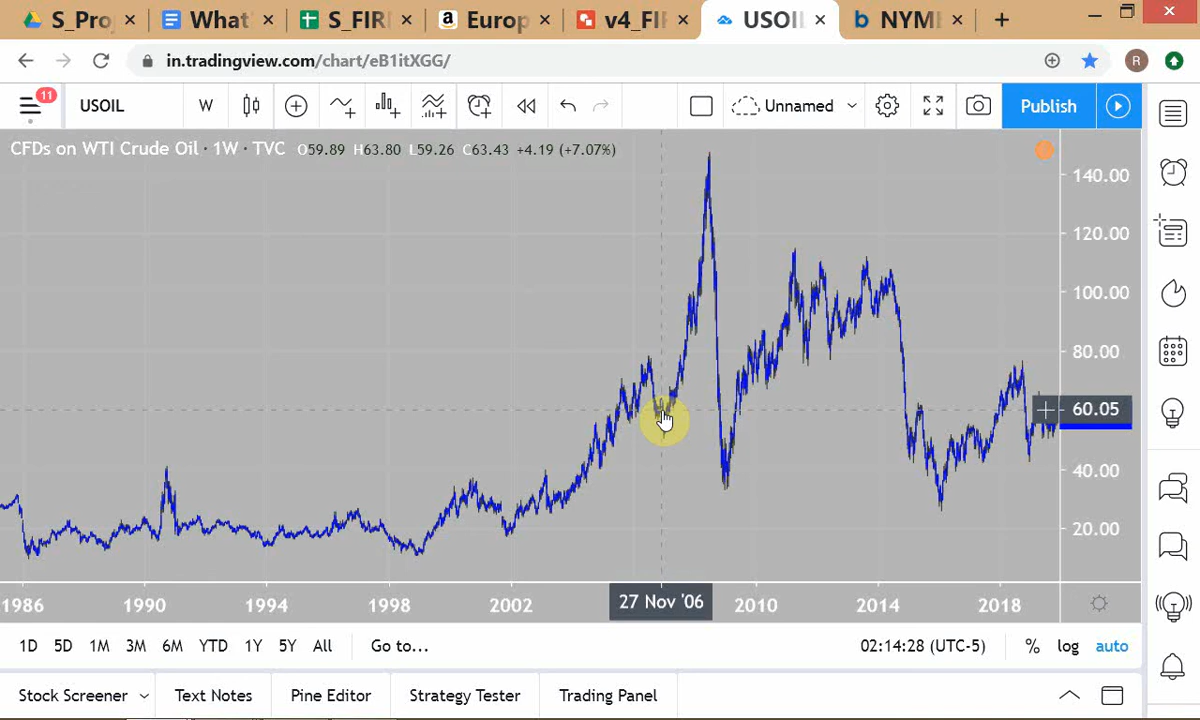 S_Pro
What'
S_FIR
a Europ
v4_FI
USOIL
b NYM
in.tradingview.com/chart/eB1itXGG/
R
11
USOIL
W
Unnamed
Publish
CFDs on WTI Crude Oil · 1W · TVC O59.89 H63.80 L59.26 C63.43 +4.19 (+7.07%)
140.00
120.00
100.00
80.00
60.05
40.00
20.00
1986 1990 1994 1998 2002 27 Nov '06 2010 2014 2018
1D 5D 1M 3M 6M YTD 1Y 5Y All Go to... 02:14:28 (UTC-5) % log auto
Stock Screener Text Notes Pine Editor Strategy Tester Trading Panel